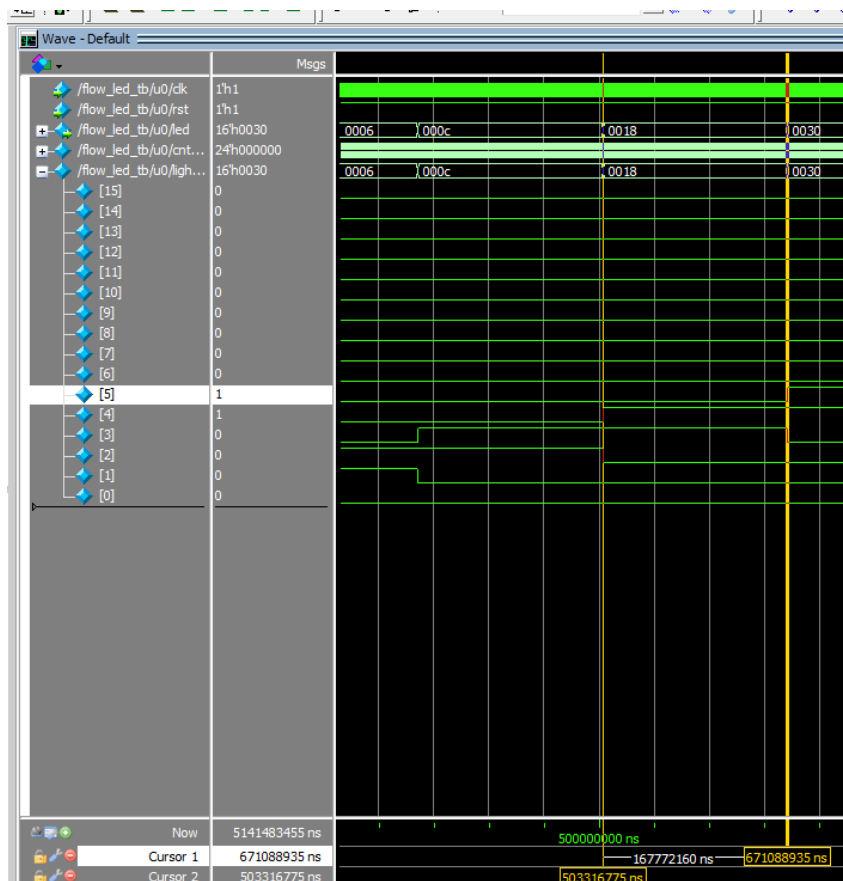 Wave - Default
Msgs
/flow_led_tb/u0/clk 1'h1
/flow_led_tb/u0/rst 1'h1
/flow_led_tb/u0/led 16'h0030 0006 000c 0018 0030
/flow_led_tb/u0/cnt... 24'h000000
/flow_led_tb/u0/ligh... 16'h0030 0006 000c 0018 0030
[15] 0
[14] 0
[13] 0
[12] 0
[11] 0
[10] 0
[9] 0
[8] 0
[7] 0
[6] 0
[5] 1
[4] 1
[3] 0
[2] 0
[1] 0
[0] 0
Now 5141483455 ns 500000000 ns
Cursor 1 671088935 ns 167772160 ns 671088935 ns
Cursor 2 503316775 ns 503316775 ns